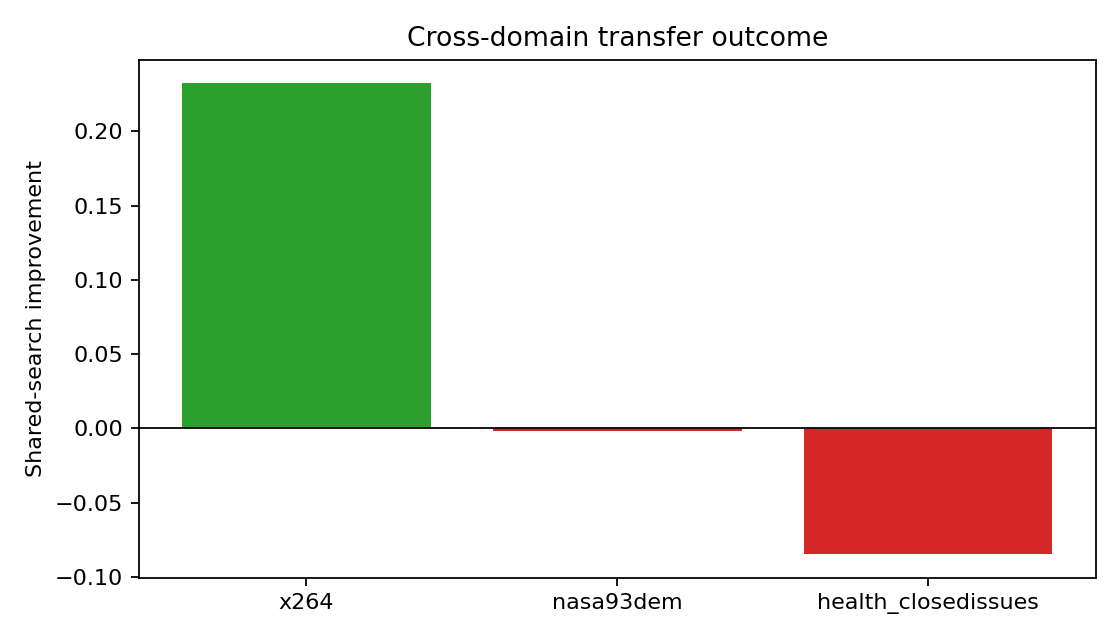 Cross-domain transfer outcome
Shared-search improvement
0.20
0.15
0.10
0.05
0.00
−0.05
−0.10
x264
nasa93dem
health_closedissues